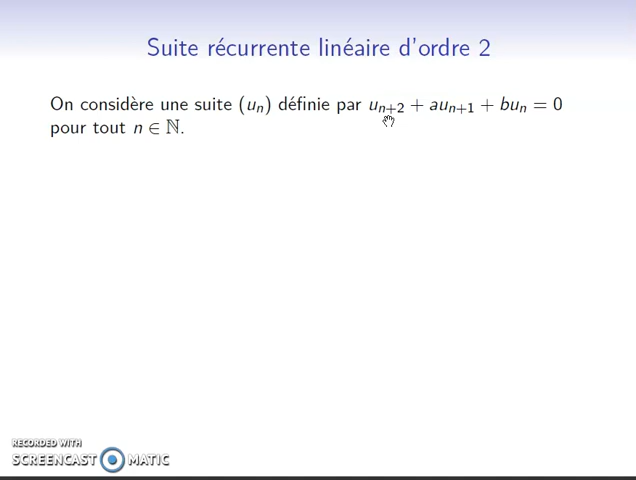 Suite récurrente linéaire d'ordre 2
On considère une suite (uₙ) définie par uₙ₊₂ + auₙ₊₁ + buₙ = 0
pour tout n ∈ ℕ.
RECORDED WITH
SCREENCAST MATIC